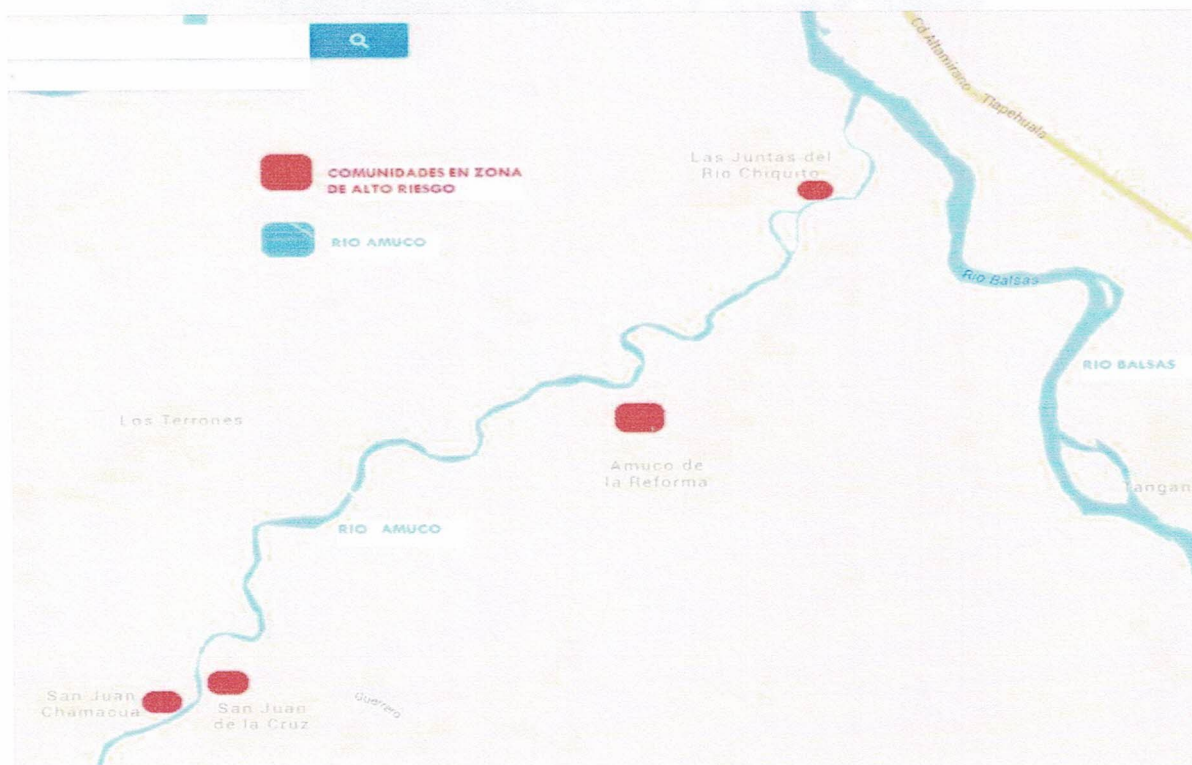 Cd Altamirano - Tlapehuala
COMUNIDADES EN ZONA
DE ALTO RIESGO
RIO AMUCO
Las Juntas del
Rio Chiquito
Rio Balsas
RIO BALSAS
Los Terrones
Amuco de
la Reforma
Tangan
RIO AMUCO
San Juan
Chamacua
San Juan
de la Cruz
Guerrero